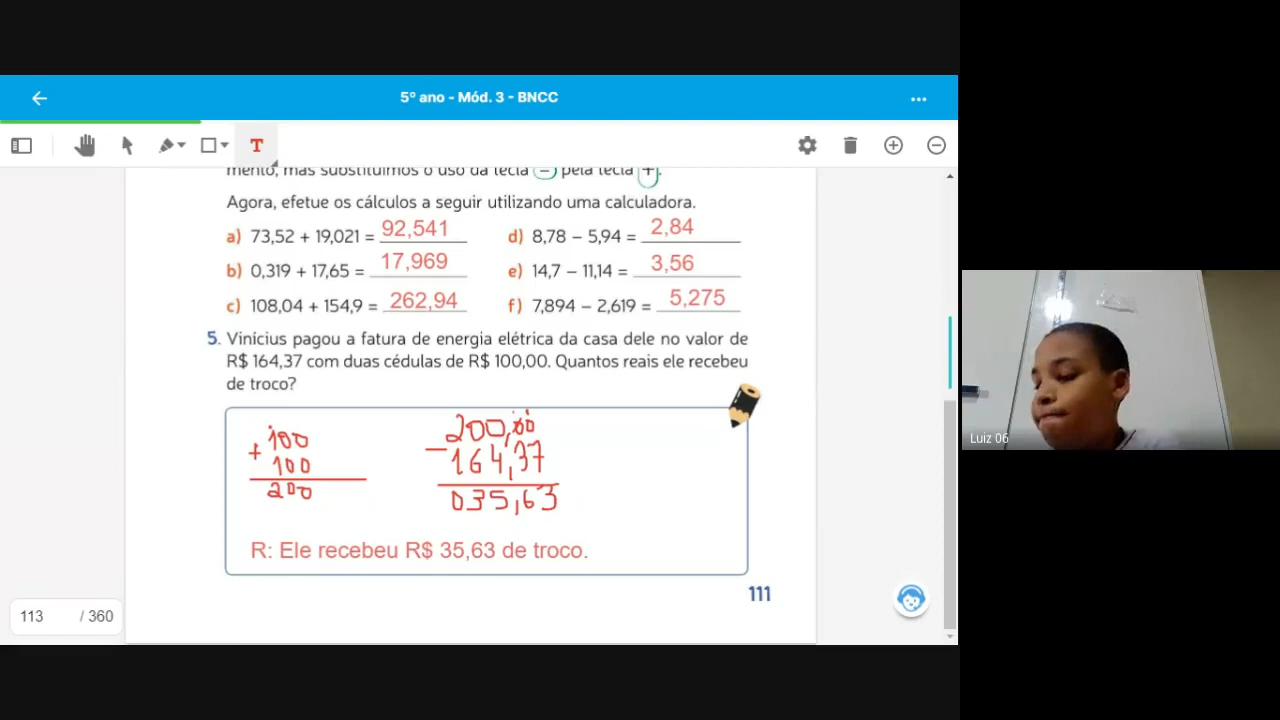 5º ano - Mód. 3 - BNCC
T
mento, mas substituímos o uso da tecla − pela tecla +.
Agora, efetue os cálculos a seguir utilizando uma calculadora.
a) 73,52 + 19,021 = 92,541
d) 8,78 − 5,94 = 2,84
b) 0,319 + 17,65 = 17,969
e) 14,7 − 11,14 = 3,56
c) 108,04 + 154,9 = 262,94
f) 7,894 − 2,619 = 5,275
5. Vinícius pagou a fatura de energia elétrica da casa dele no valor de
R$ 164,37 com duas cédulas de R$ 100,00. Quantos reais ele recebeu
de troco?
100
+ 100
200
200,00
− 164,37
035,63
R: Ele recebeu R$ 35,63 de troco.
111
113 / 360
Luiz 06